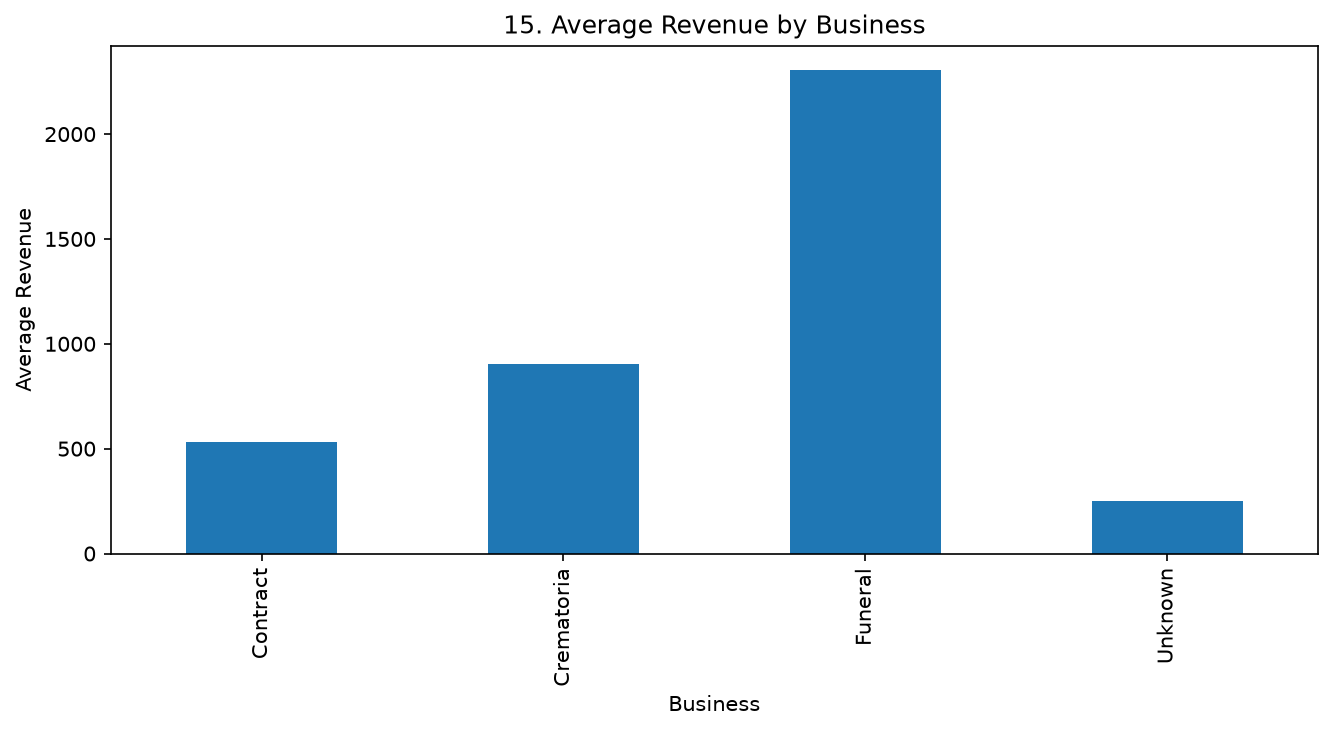 15. Average Revenue by Business
Average Revenue
2000
1500
1000
500
0
Contract
Crematoria
Funeral
Unknown
Business